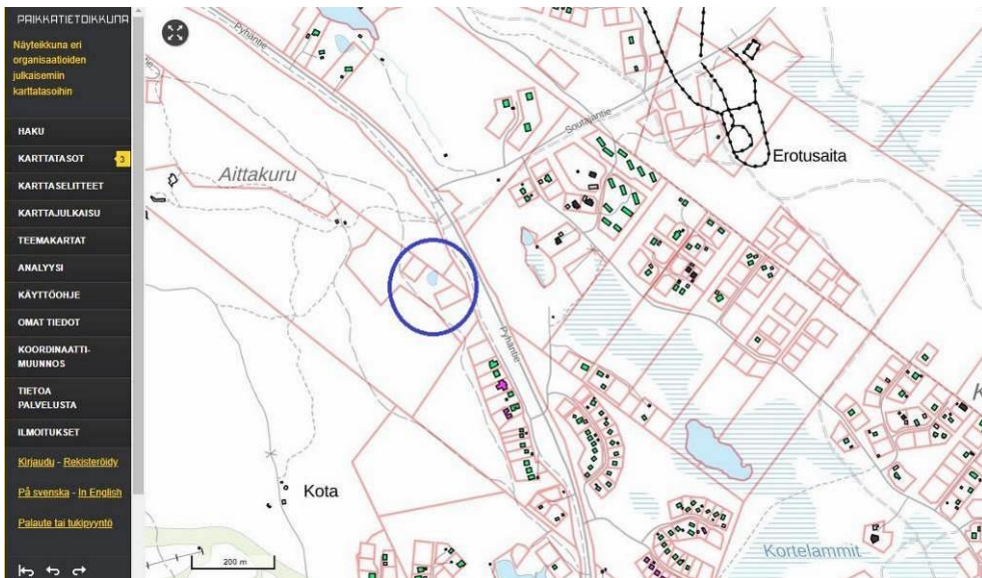 PAIKKATIETOIKKUNA
Näyteikkuna eri
organisaatioiden
julkaisemiin
karttatasoihin
HAKU
KARTTATASOT 3
KARTTASELITTEET
KARTTAJULKAISU
TEEMAKARTAT
ANALYYSI
KÄYTTÖOHJE
OMAT TIEDOT
KOORDINAATTI-
MUUNNOS
TIETOA
PALVELUSTA
ILMOITUKSET
Kirjaudu - Rekisteröidy
På svenska - In English
Palaute tai tukipyyntö
Pyhäntie
Soutajantie
Erotusaita
Aittakuru
Pyhäntie
K
Kota
200 m
Kortelammit